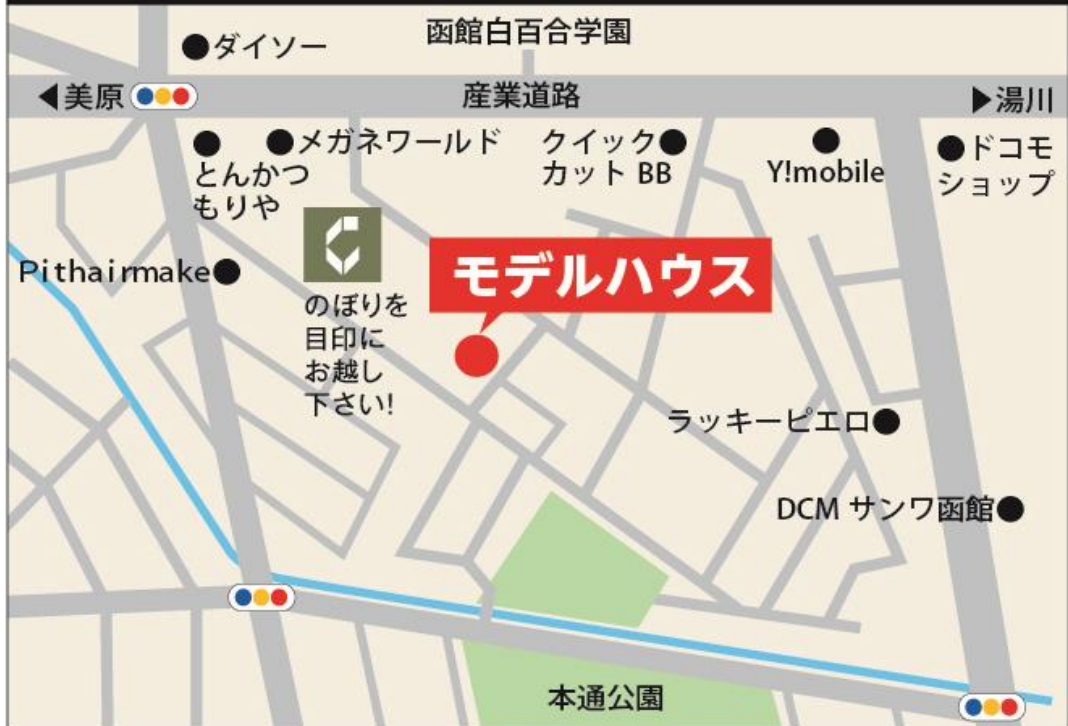 函館白百合学園
ダイソー
◀美原
産業道路
▶湯川
メガネワールド
とんかつ
もりや
クイック
カット BB
Y!mobile
ドコモ
ショップ
Pithairmake
モデルハウス
のぼりを
目印に
お越し
下さい!
ラッキーピエロ
DCM サンワ函館
本通公園